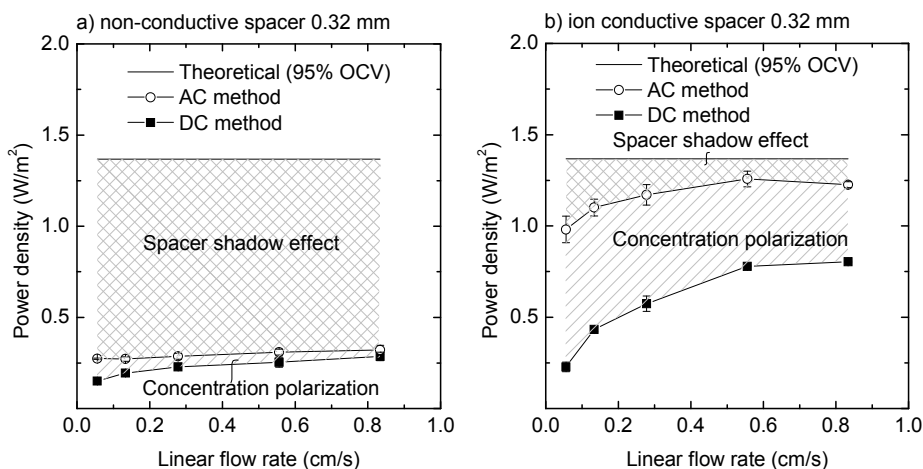 a) non-conductive spacer 0.32 mm
2.0
1.5
1.0
0.5
0.0 0.2 0.4 0.6 0.8 1.0
Power density (W/m²)
Linear flow rate (cm/s)
Theoretical (95% OCV)
AC method
DC method
Spacer shadow effect
Concentration polarization
b) ion conductive spacer 0.32 mm
2.0
1.5
1.0
0.5
0.0 0.2 0.4 0.6 0.8 1.0
Power density (W/m²)
Linear flow rate (cm/s)
Theoretical (95% OCV)
AC method
DC method
Spacer shadow effect
Concentration polarization